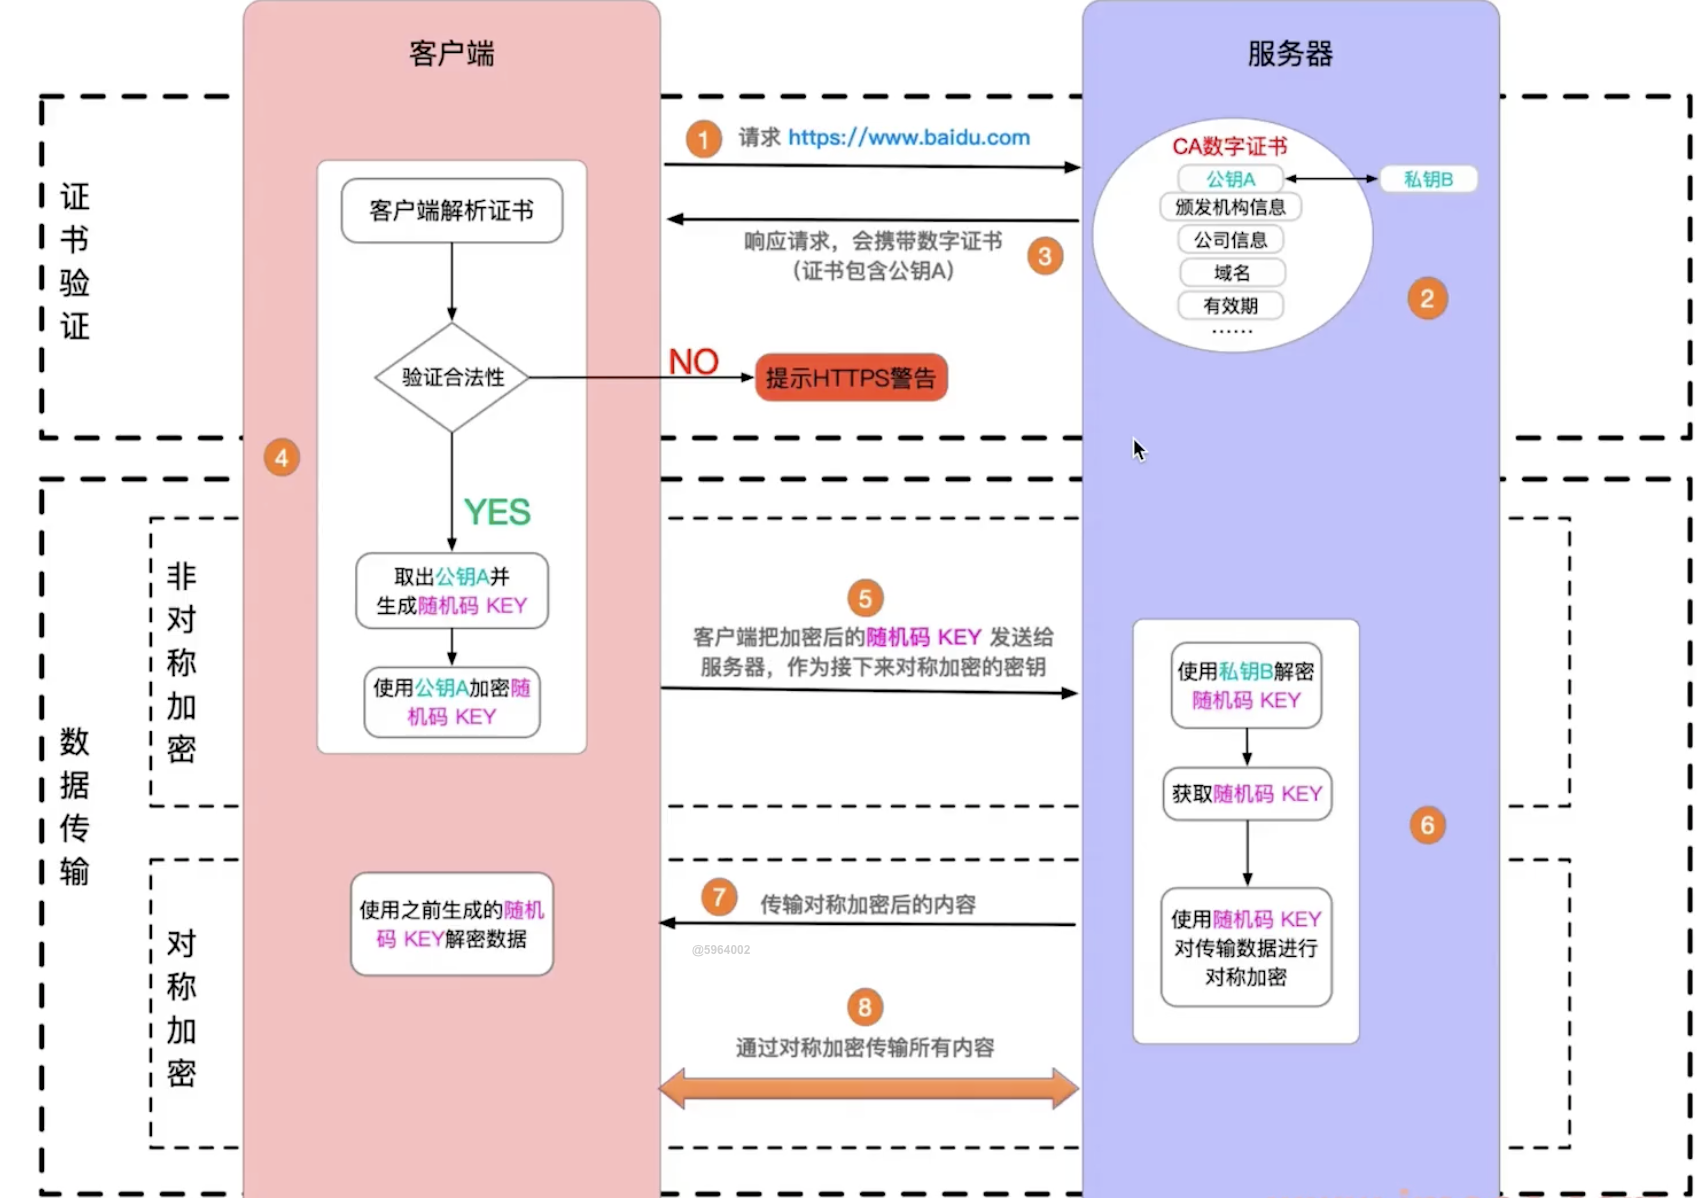 客户端
服务器
证书验证
1
请求 https://www.baidu.com
CA数字证书
公钥A
私钥B
颁发机构信息
公司信息
域名
有效期
......
2
响应请求，会携带数字证书
（证书包含公钥A）
3
客户端解析证书
验证合法性
NO
提示HTTPS警告
4
YES
数据传输
非对称加密
取出公钥A并
生成随机码 KEY
使用公钥A加密随
机码 KEY
5
客户端把加密后的随机码 KEY 发送给
服务器，作为接下来对称加密的密钥
使用私钥B解密
随机码 KEY
获取随机码 KEY
6
使用随机码 KEY
对传输数据进行
对称加密
对称加密
7
传输对称加密后的内容
@5964002
使用之前生成的随机
码 KEY解密数据
8
通过对称加密传输所有内容